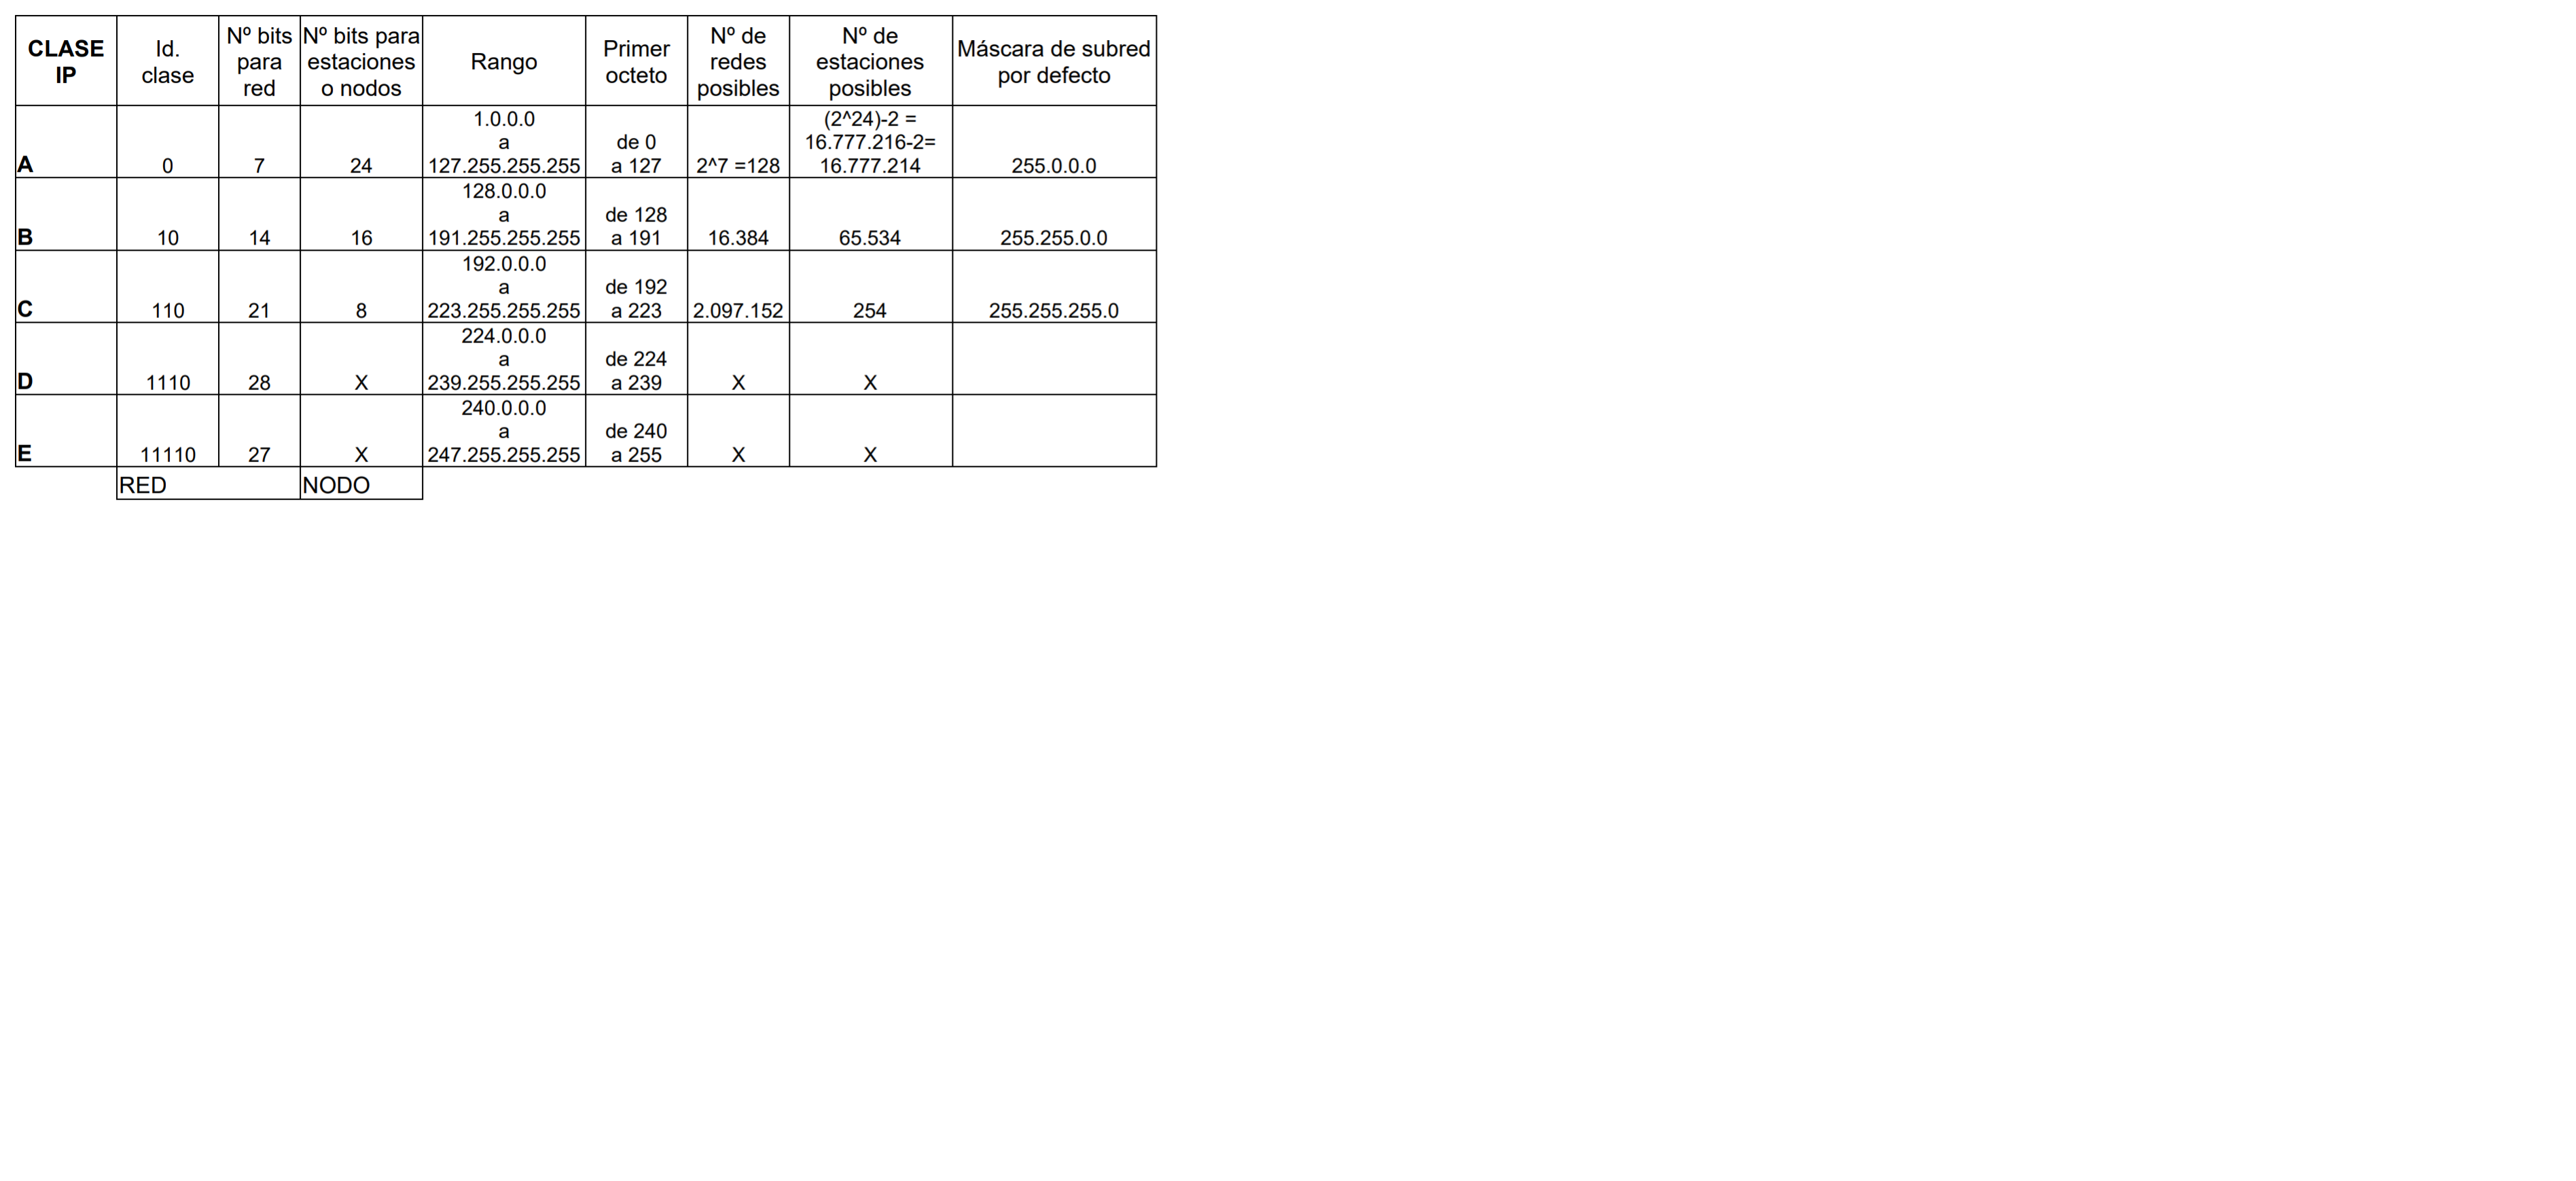 CLASE
IP
Id.
clase
Nº bits
para
red
Nº bits para
estaciones
o nodos
Rango
Primer
octeto
Nº de
redes
posibles
Nº de
estaciones
posibles
Máscara de subred
por defecto
A
0
7
24
1.0.0.0
a
127.255.255.255
de 0
a 127
2^7 =128
(2^24)-2 =
16.777.216-2=
16.777.214
255.0.0.0
B
10
14
16
128.0.0.0
a
191.255.255.255
de 128
a 191
16.384
65.534
255.255.0.0
C
110
21
8
192.0.0.0
a
223.255.255.255
de 192
a 223
2.097.152
254
255.255.255.0
D
1110
28
X
224.0.0.0
a
239.255.255.255
de 224
a 239
X
X
E
11110
27
X
240.0.0.0
a
247.255.255.255
de 240
a 255
X
X
RED
NODO